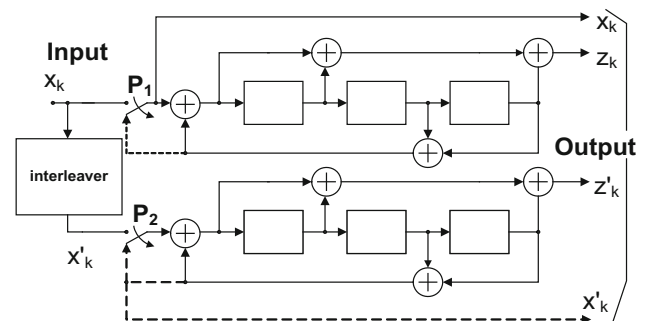 x_k
Input
z_k
x_k
P_1
interleaver
Output
P_2
z'_k
x'_k
x'_k